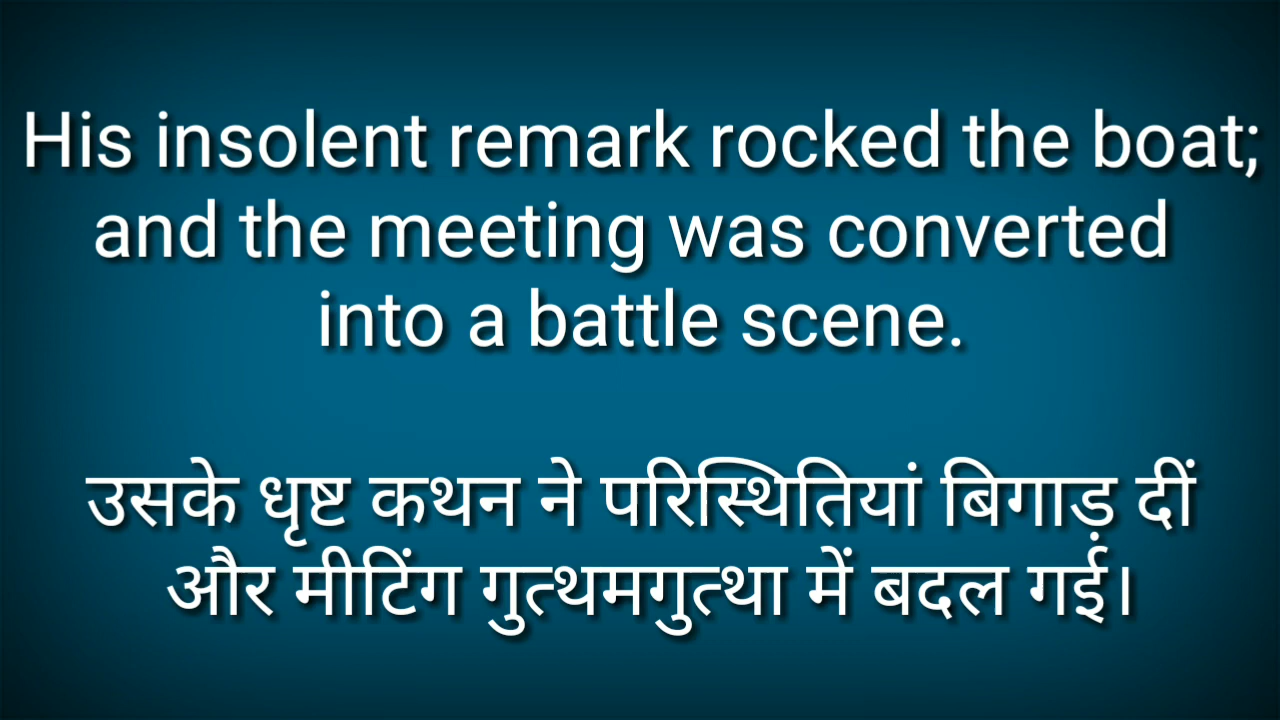 His insolent remark rocked the boat;
and the meeting was converted
into a battle scene.
उसके धृष्ट कथन ने परिस्थितियां बिगाड़ दीं
और मीटिंग गुत्थमगुत्था में बदल गई।